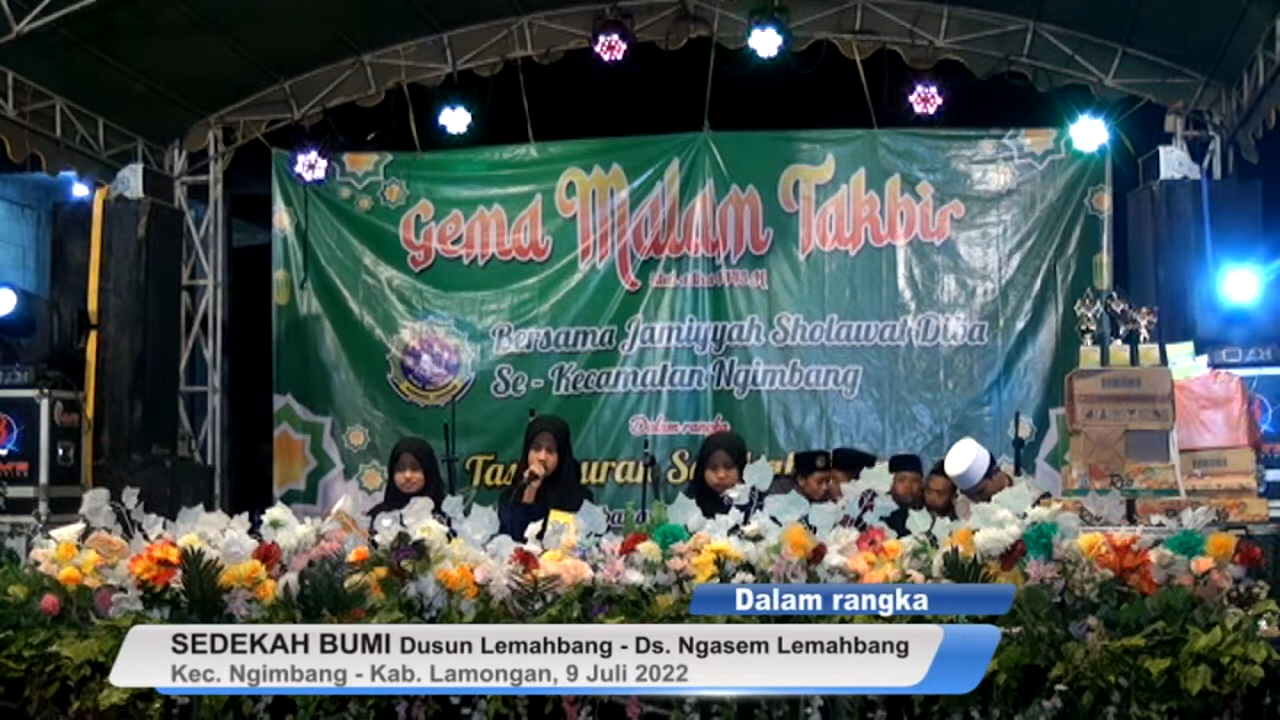 Gema Malam Takbir
Bersama Jamiyyah Sholawat Diba
Se - Kecamatan Ngimbang
Dalam rangka
Dalam rangka
SEDEKAH BUMI Dusun Lemahbang - Ds. Ngasem Lemahbang
Kec. Ngimbang - Kab. Lamongan, 9 Juli 2022